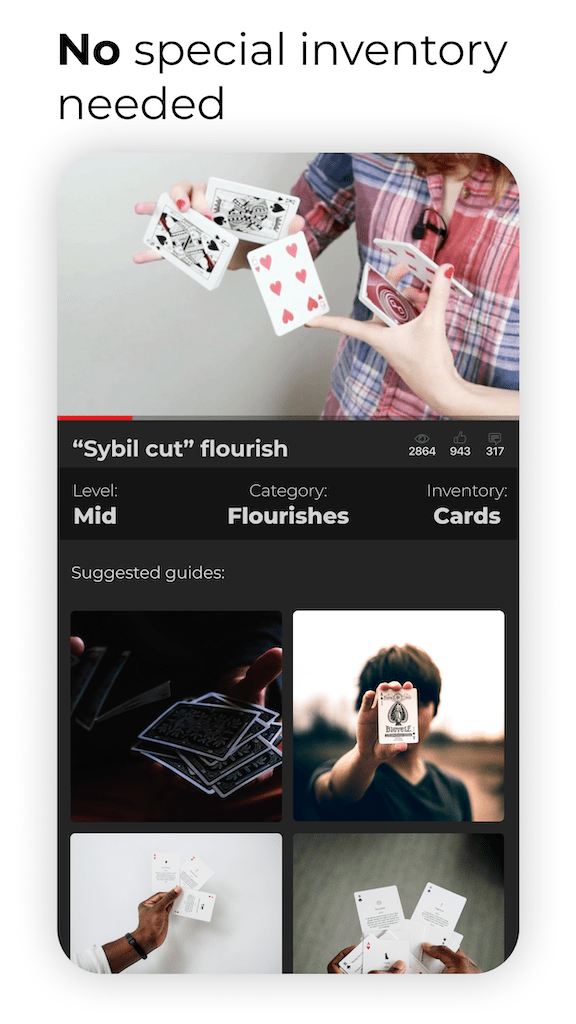 No special inventory
needed
“Sybil cut” flourish
2864 943 317
Level: Category: Inventory:
Mid Flourishes Cards
Suggested guides:
BICYCLE